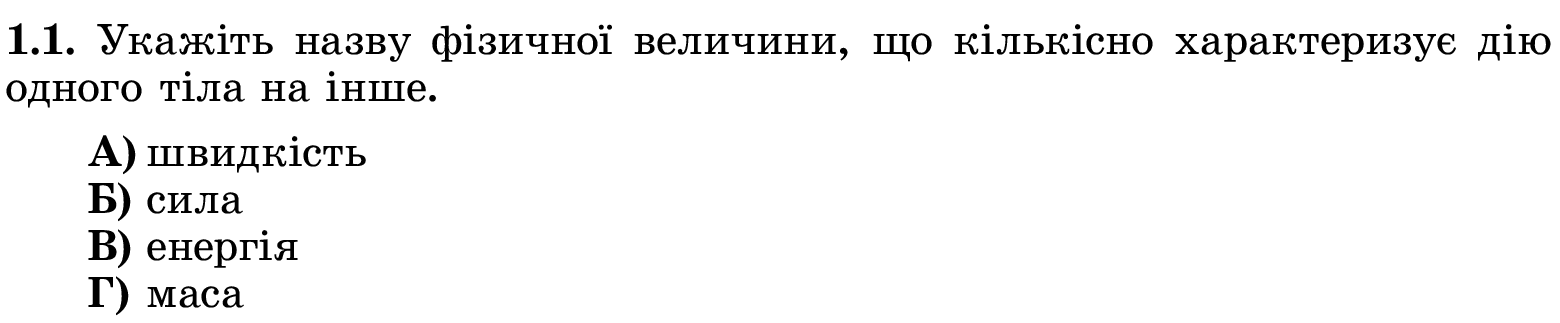 1.1. Укажіть назву фізичної величини, що кількісно характеризує дію
одного тіла на інше.
А) швидкість
Б) сила
В) енергія
Г) маса